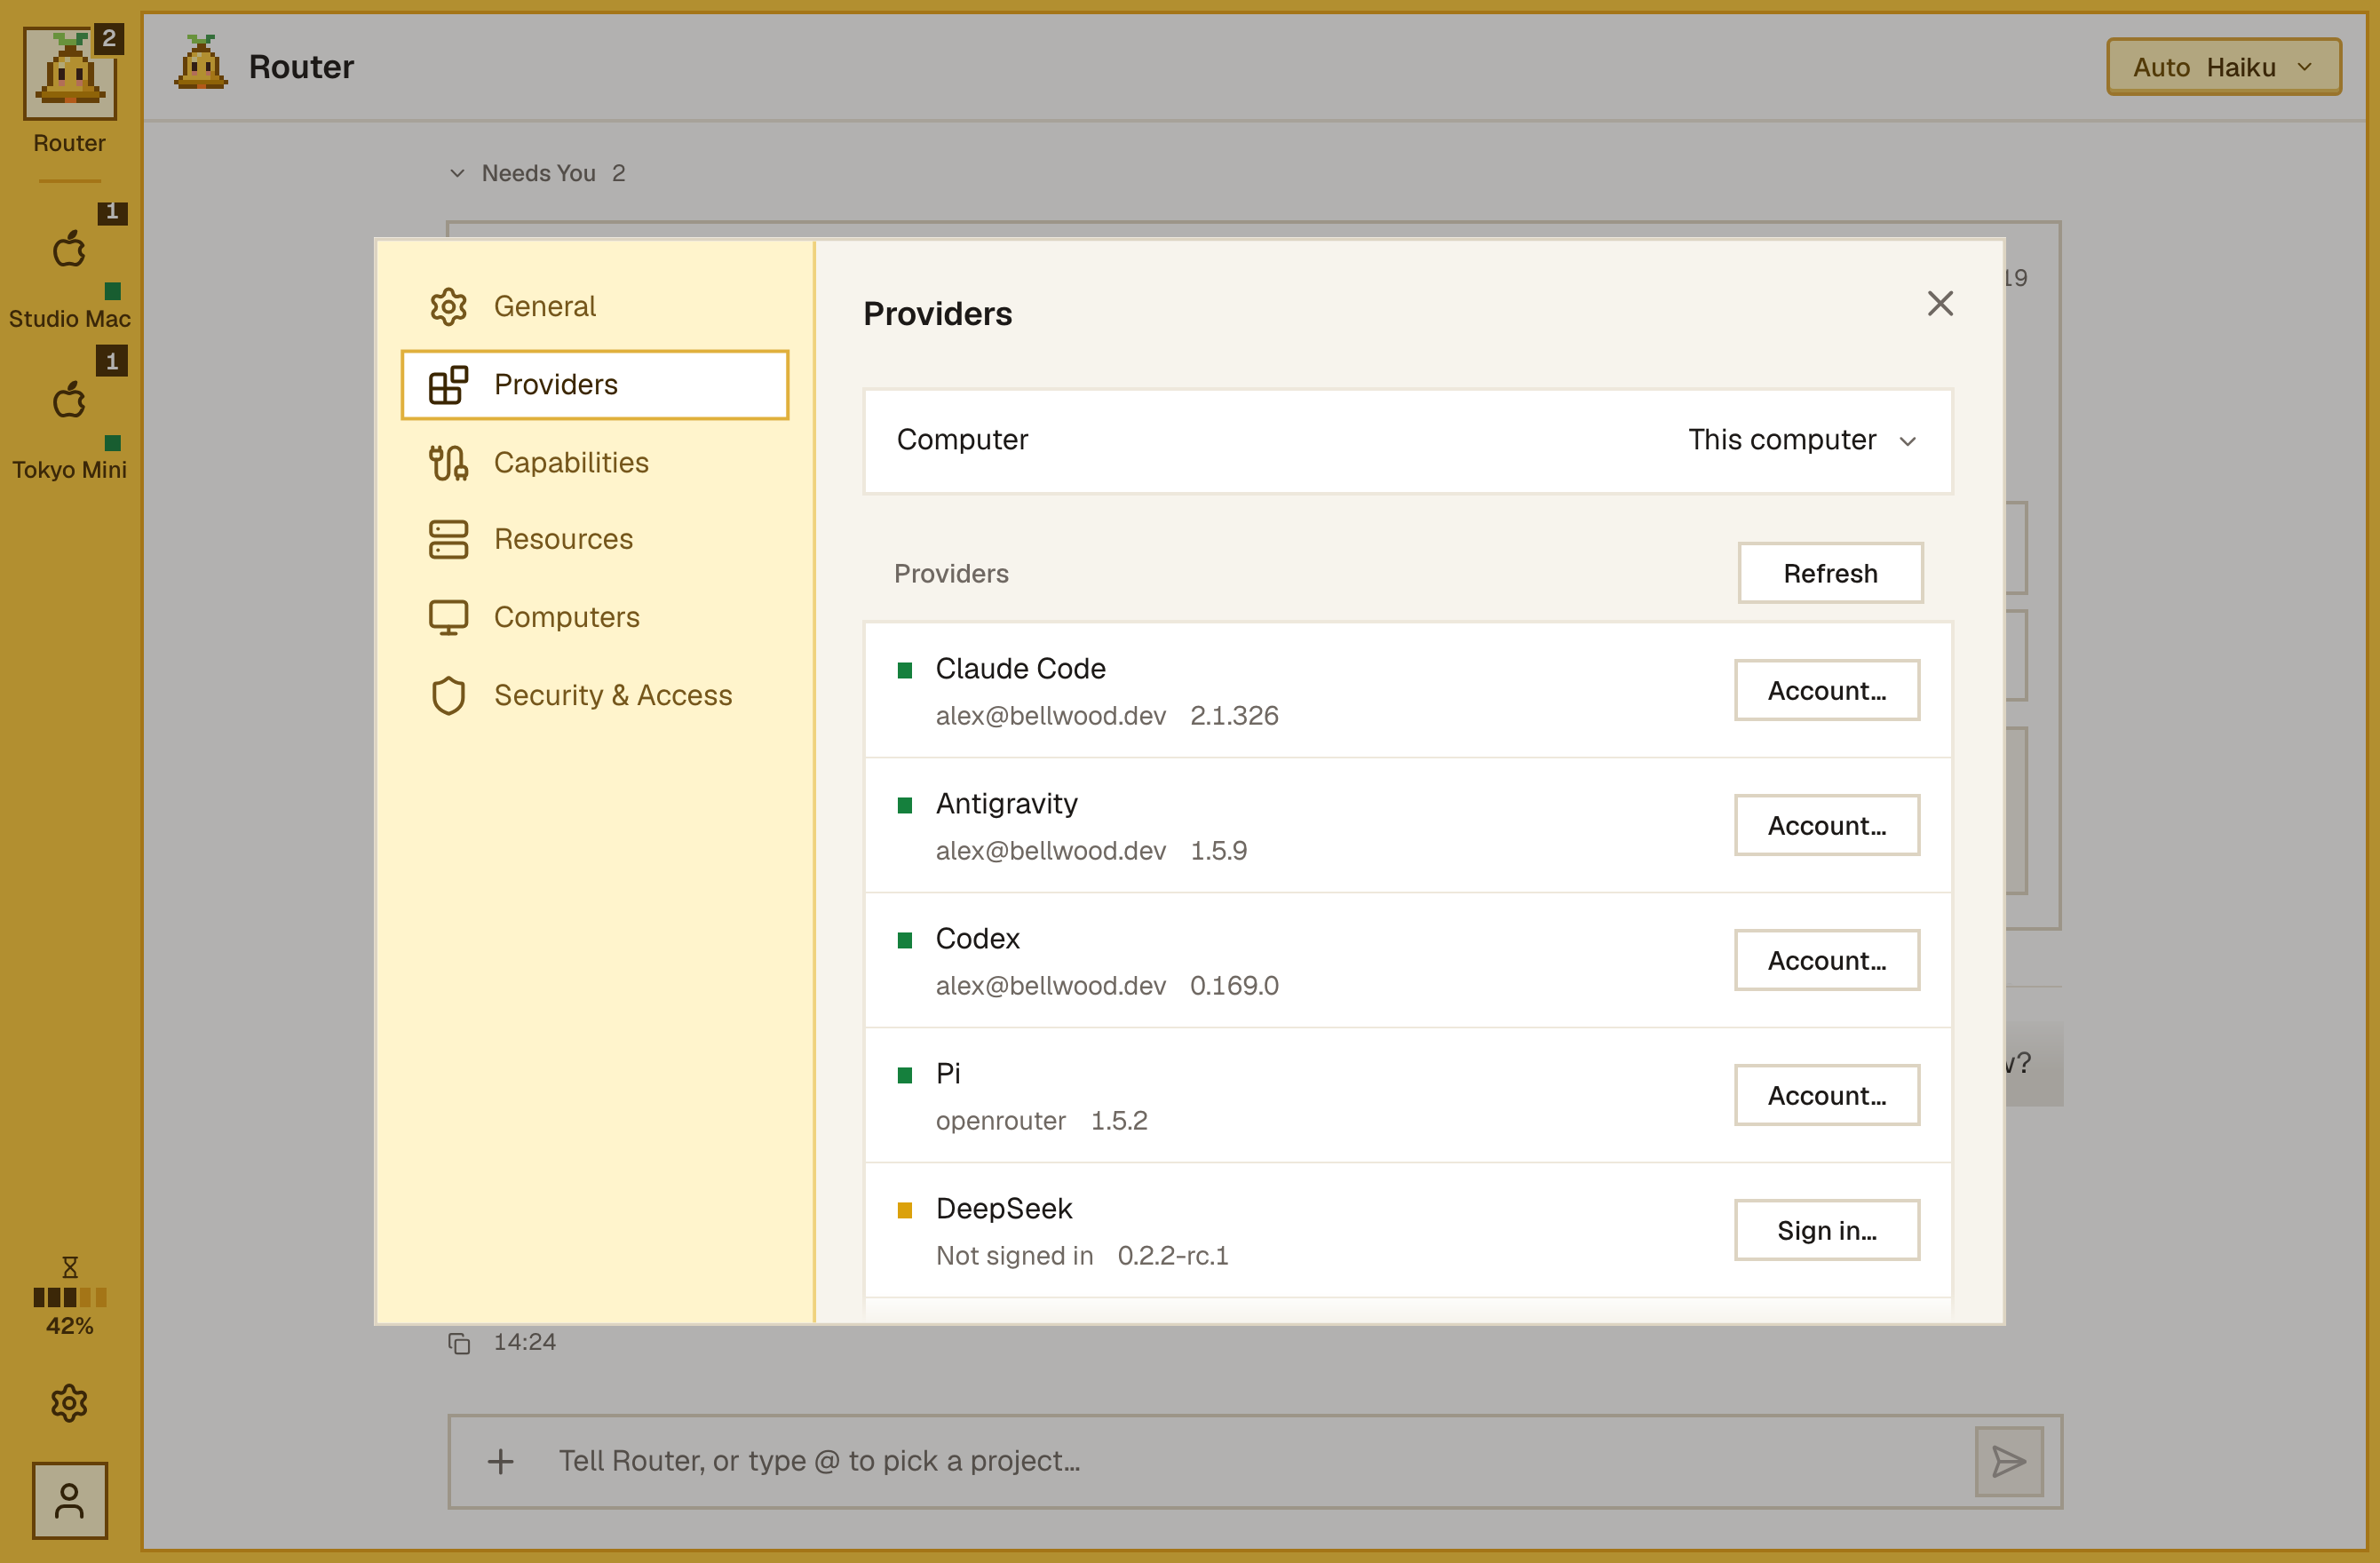 2
Router
Router
Auto Haiku
1
Studio Mac
1
Tokyo Mini
Needs You 2
19
General
Providers
Capabilities
Resources
Computers
Security & Access
Providers
Computer This computer
Providers Refresh
Claude Code
alex@bellwood.dev 2.1.326
Account...
Antigravity
alex@bellwood.dev 1.5.9
Account...
Codex
alex@bellwood.dev 0.169.0
Account...
Pi
openrouter 1.5.2
Account...
DeepSeek
Not signed in 0.2.2-rc.1
Sign in...
14:24
42%
Tell Router, or type @ to pick a project...